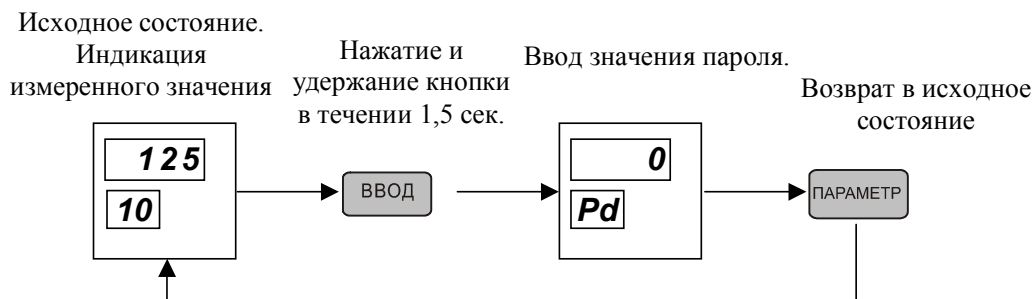 Исходное состояние.
Индикация
измеренного значения
Нажатие и
удержание кнопки
в течении 1,5 сек.
Ввод значения пароля.
Возврат в исходное
состояние
125
10
ВВОД
0
Pd
ПАРАМЕТР